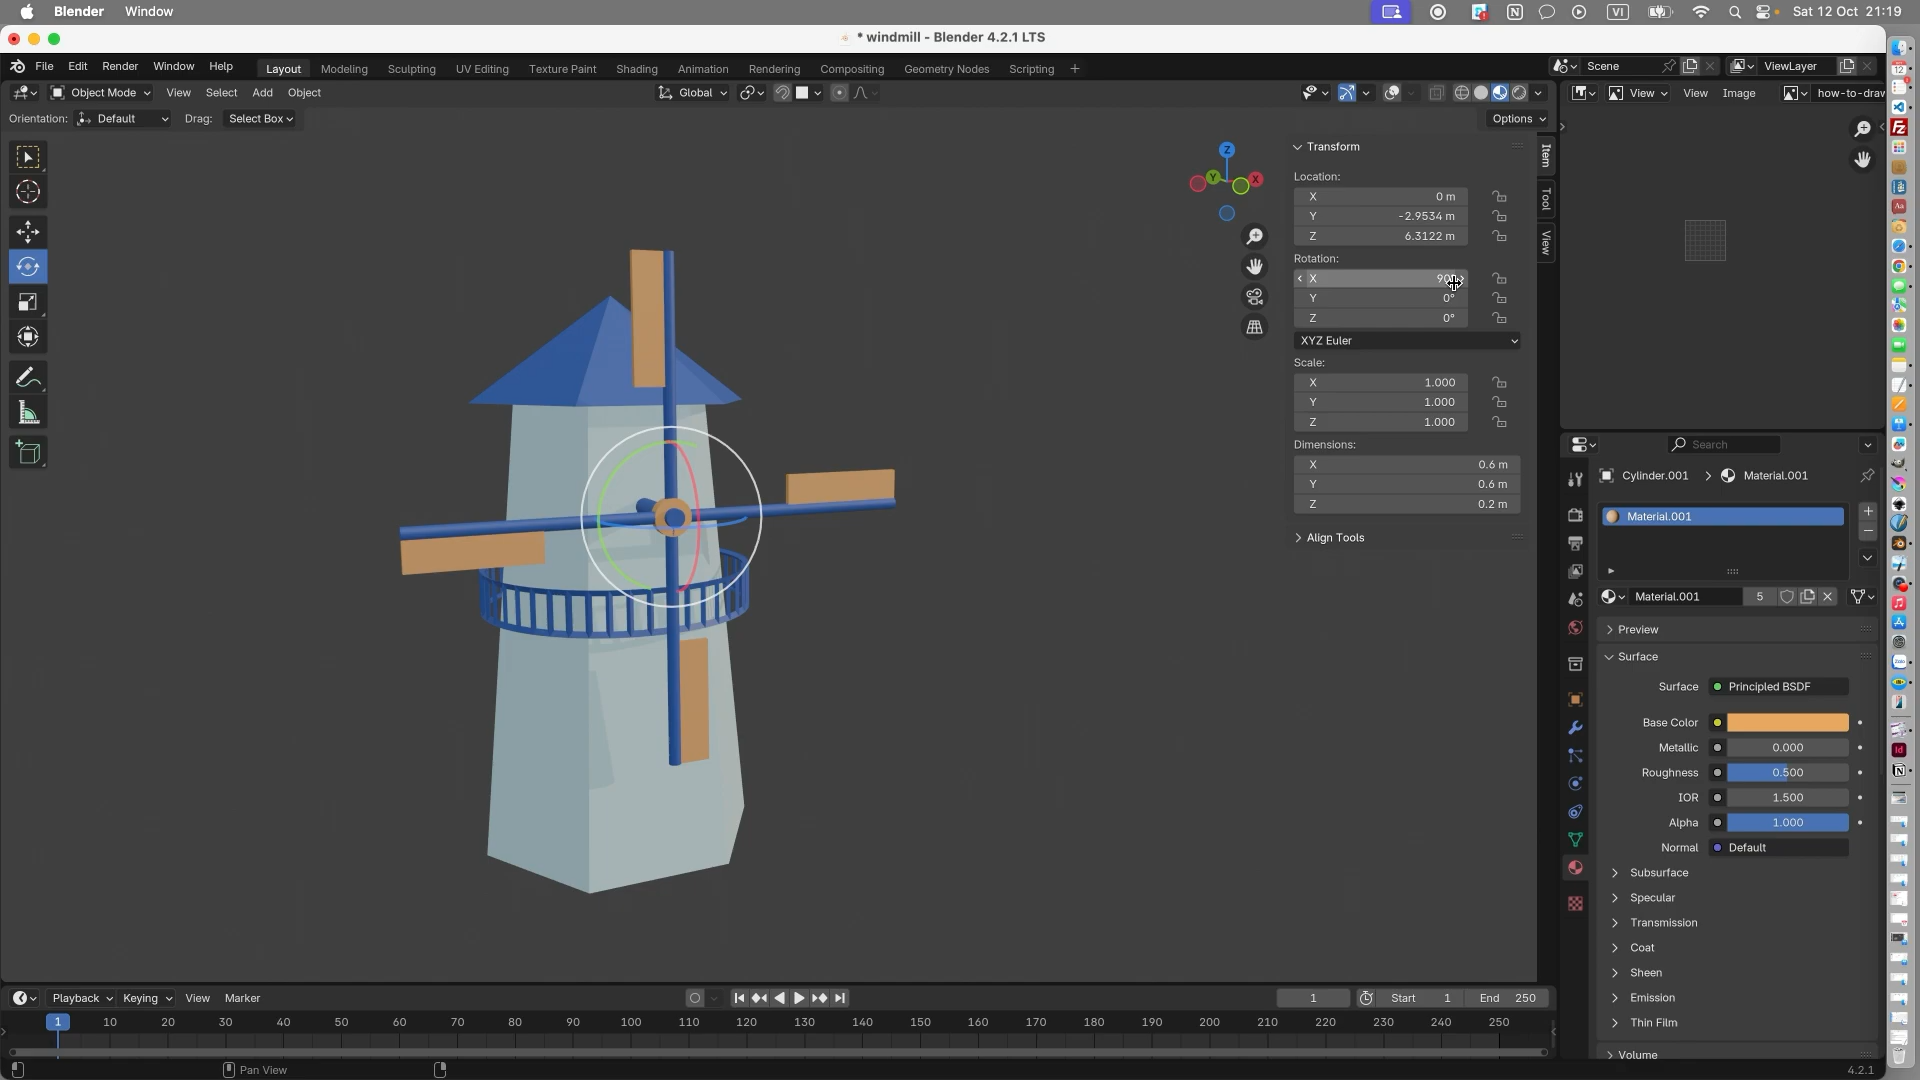 Blender Window VI Sat 12 Oct 21:19
* windmill - Blender 4.2.1 LTS
File Edit Render Window Help Layout Modeling Sculpting UV Editing Texture Paint Shading Animation Rendering Compositing Geometry Nodes Scripting + Scene ViewLayer
Object Mode View Select Add Object Global View View Image how-to-draw
Orientation: Default Drag: Select Box Options
Transform
Location:
X 0 m
Y -2.9534 m
Z 6.3122 m
Rotation:
X
Y 0°
Z 0°
XYZ Euler
Scale:
X 1.000
Y 1.000
Z 1.000
Dimensions:
X 0.6 m
Y 0.6 m
Z 0.2 m
Align Tools
Item
Tool
View
Z
Y
X
Search
Cylinder.001 Material.001
Material.001
Material.001 5
Preview
Surface
Surface Principled BSDF
Base Color
Metallic 0.000
Roughness 0.500
IOR 1.500
Alpha 1.000
Normal Default
Subsurface
Specular
Transmission
Coat
Sheen
Emission
Thin Film
Volume
Playback Keying View Marker 1 Start 1 End 250
1 10 20 30 40 50 60 70 80 90 100 110 120 130 140 150 160 170 180 190 200 210 220 230 240 250
Pan View 4.2.1